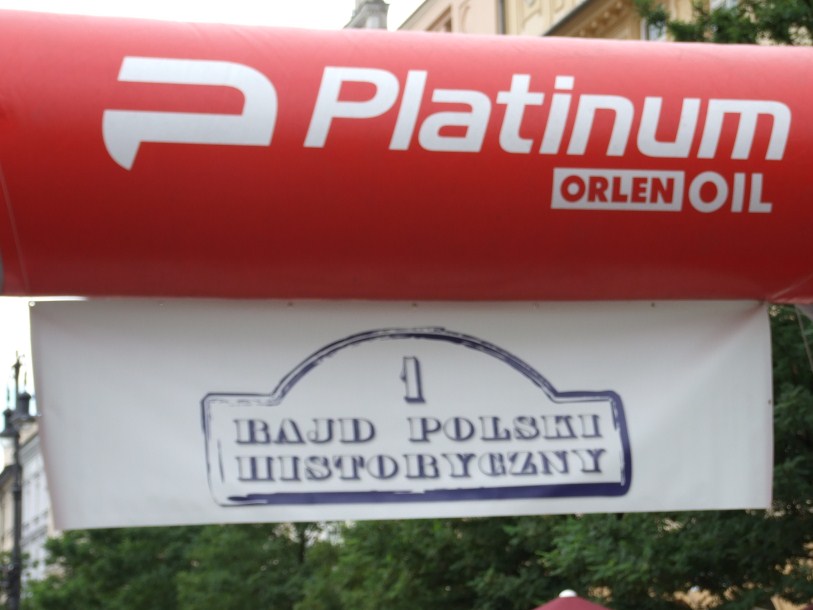 Platinum
ORLEN OIL
1
RAJD POLSKI
HISTORYCZNY